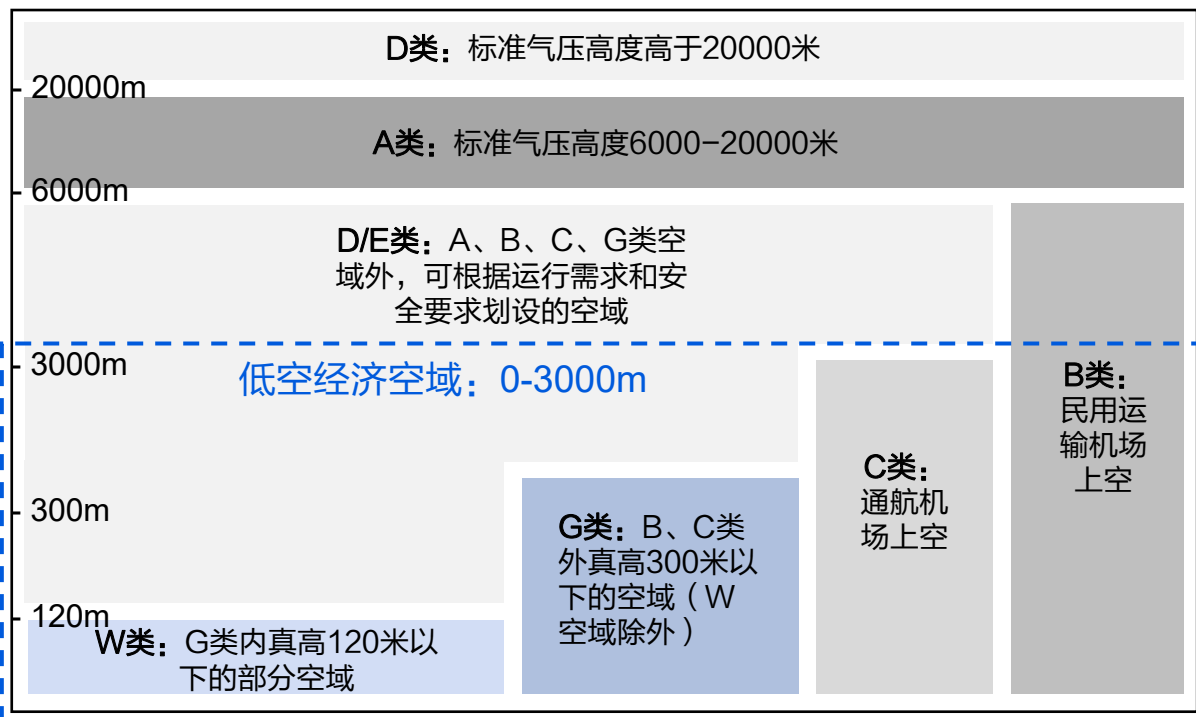 D类：标准气压高度高于20000米
20000m
A类：标准气压高度6000-20000米
6000m
D/E类：A、B、C、G类空
域外，可根据运行需求和安
全要求划设的空域
3000m
低空经济空域：0-3000m
B类：
民用运
输机场
上空
C类：
通航机
场上空
300m
G类：B、C类
外真高300米以
下的空域（W
空域除外）
120m
W类：G类内真高120米以
下的部分空域